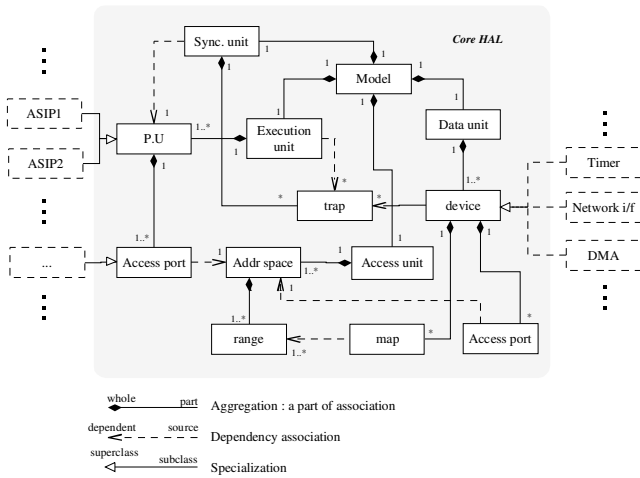 Core HAL
Sync. unit
1
1
1
Model
1
1
1
1
ASIP1
ASIP2
1
P.U
1..*
1
1
Execution unit
1
Data unit
1
Timer
Network i/f
DMA
*
*
trap
*
*
1..*
device
1
1
1
1..*
...
Access port
1
Addr space
1
1
1..*
1
Access unit
1
1..*
range
1..*
map
*
*
Access port
whole
part
Aggregation : a part of association
dependent
source
Dependency association
superclass
subclass
Specialization